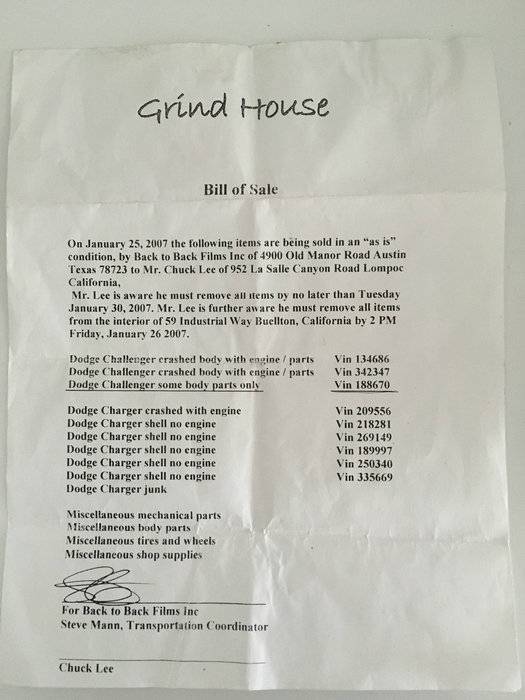 Grind House
Bill of Sale
On January 25, 2007 the following items are being sold in an “as is”
condition, by Back to Back Films Inc of 4900 Old Manor Road Austin
Texas 78723 to Mr. Chuck Lee of 952 La Salle Canyon Road Lompoc
California,
Mr. Lee is aware he must remove all items by no later than Tuesday
January 30, 2007. Mr. Lee is further aware he must remove all items
from the interior of 59 Industrial Way Buellton, California by 2 PM
Friday, January 26 2007.
Dodge Challenger crashed body with engine / parts Vin 134686
Dodge Challenger crashed body with engine / parts Vin 342347
Dodge Challenger some body parts only Vin 188670
Dodge Charger crashed with engine Vin 209556
Dodge Charger shell no engine Vin 218281
Dodge Charger shell no engine Vin 269149
Dodge Charger shell no engine Vin 189997
Dodge Charger shell no engine Vin 250340
Dodge Charger shell no engine Vin 335669
Dodge Charger junk
Miscellaneous mechanical parts
Miscellaneous body parts
Miscellaneous tires and wheels
Miscellaneous shop supplies
For Back to Back Films Inc
Steve Mann, Transportation Coordinator
Chuck Lee